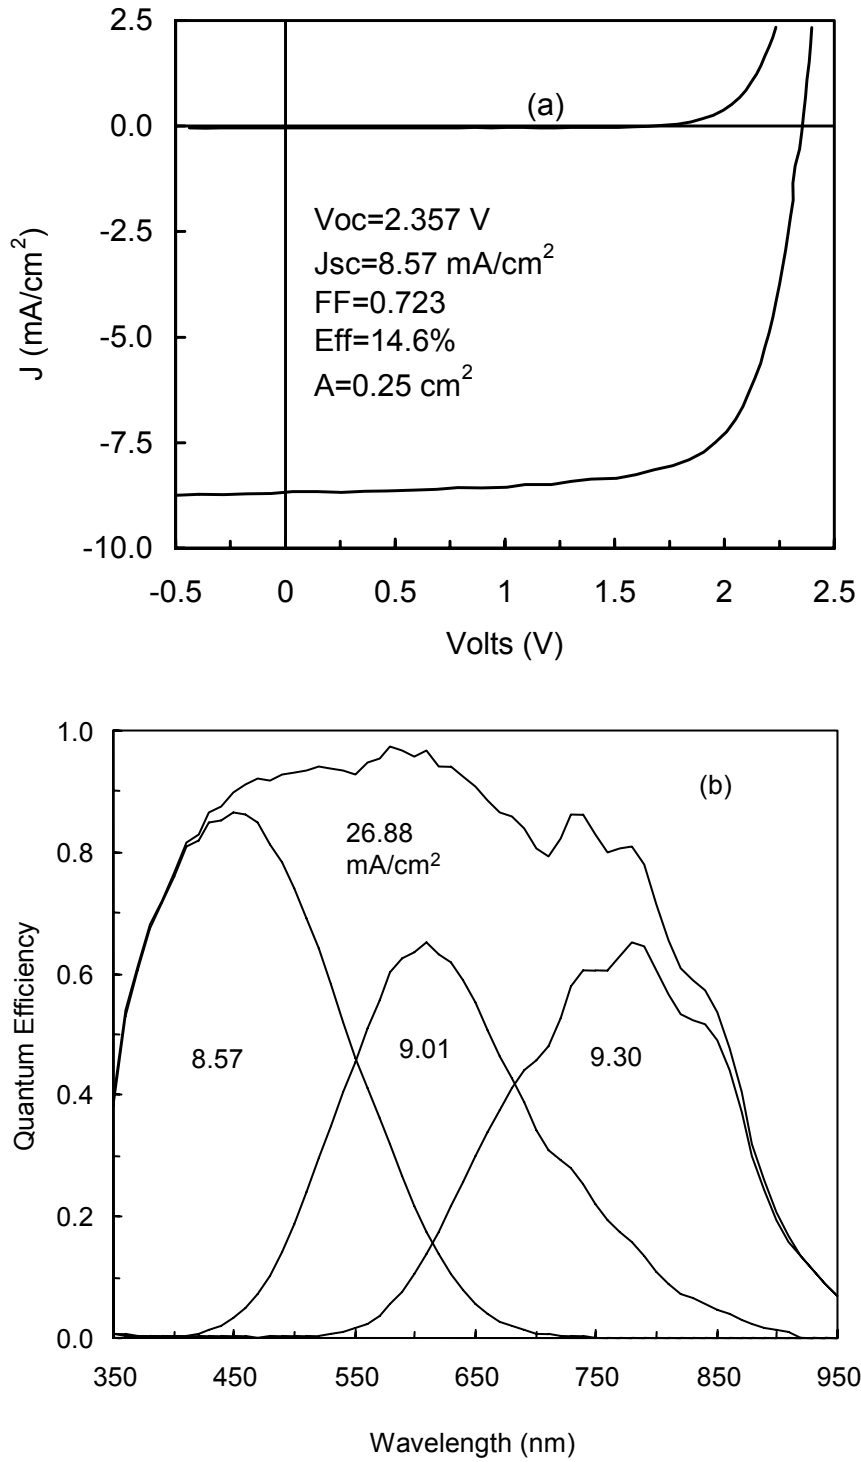 2.5
(a)
0.0
Voc=2.357 V
-2.5
Jsc=8.57 mA/cm²
FF=0.723
-5.0
Eff=14.6%
A=0.25 cm²
J (mA/cm²)
-7.5
-10.0
-0.5 0 0.5 1 1.5 2 2.5
Volts (V)
1.0
(b)
26.88
mA/cm²
0.8
0.6
Quantum Efficiency
8.57 9.01 9.30
0.4
0.2
0.0
350 450 550 650 750 850 950
Wavelength (nm)